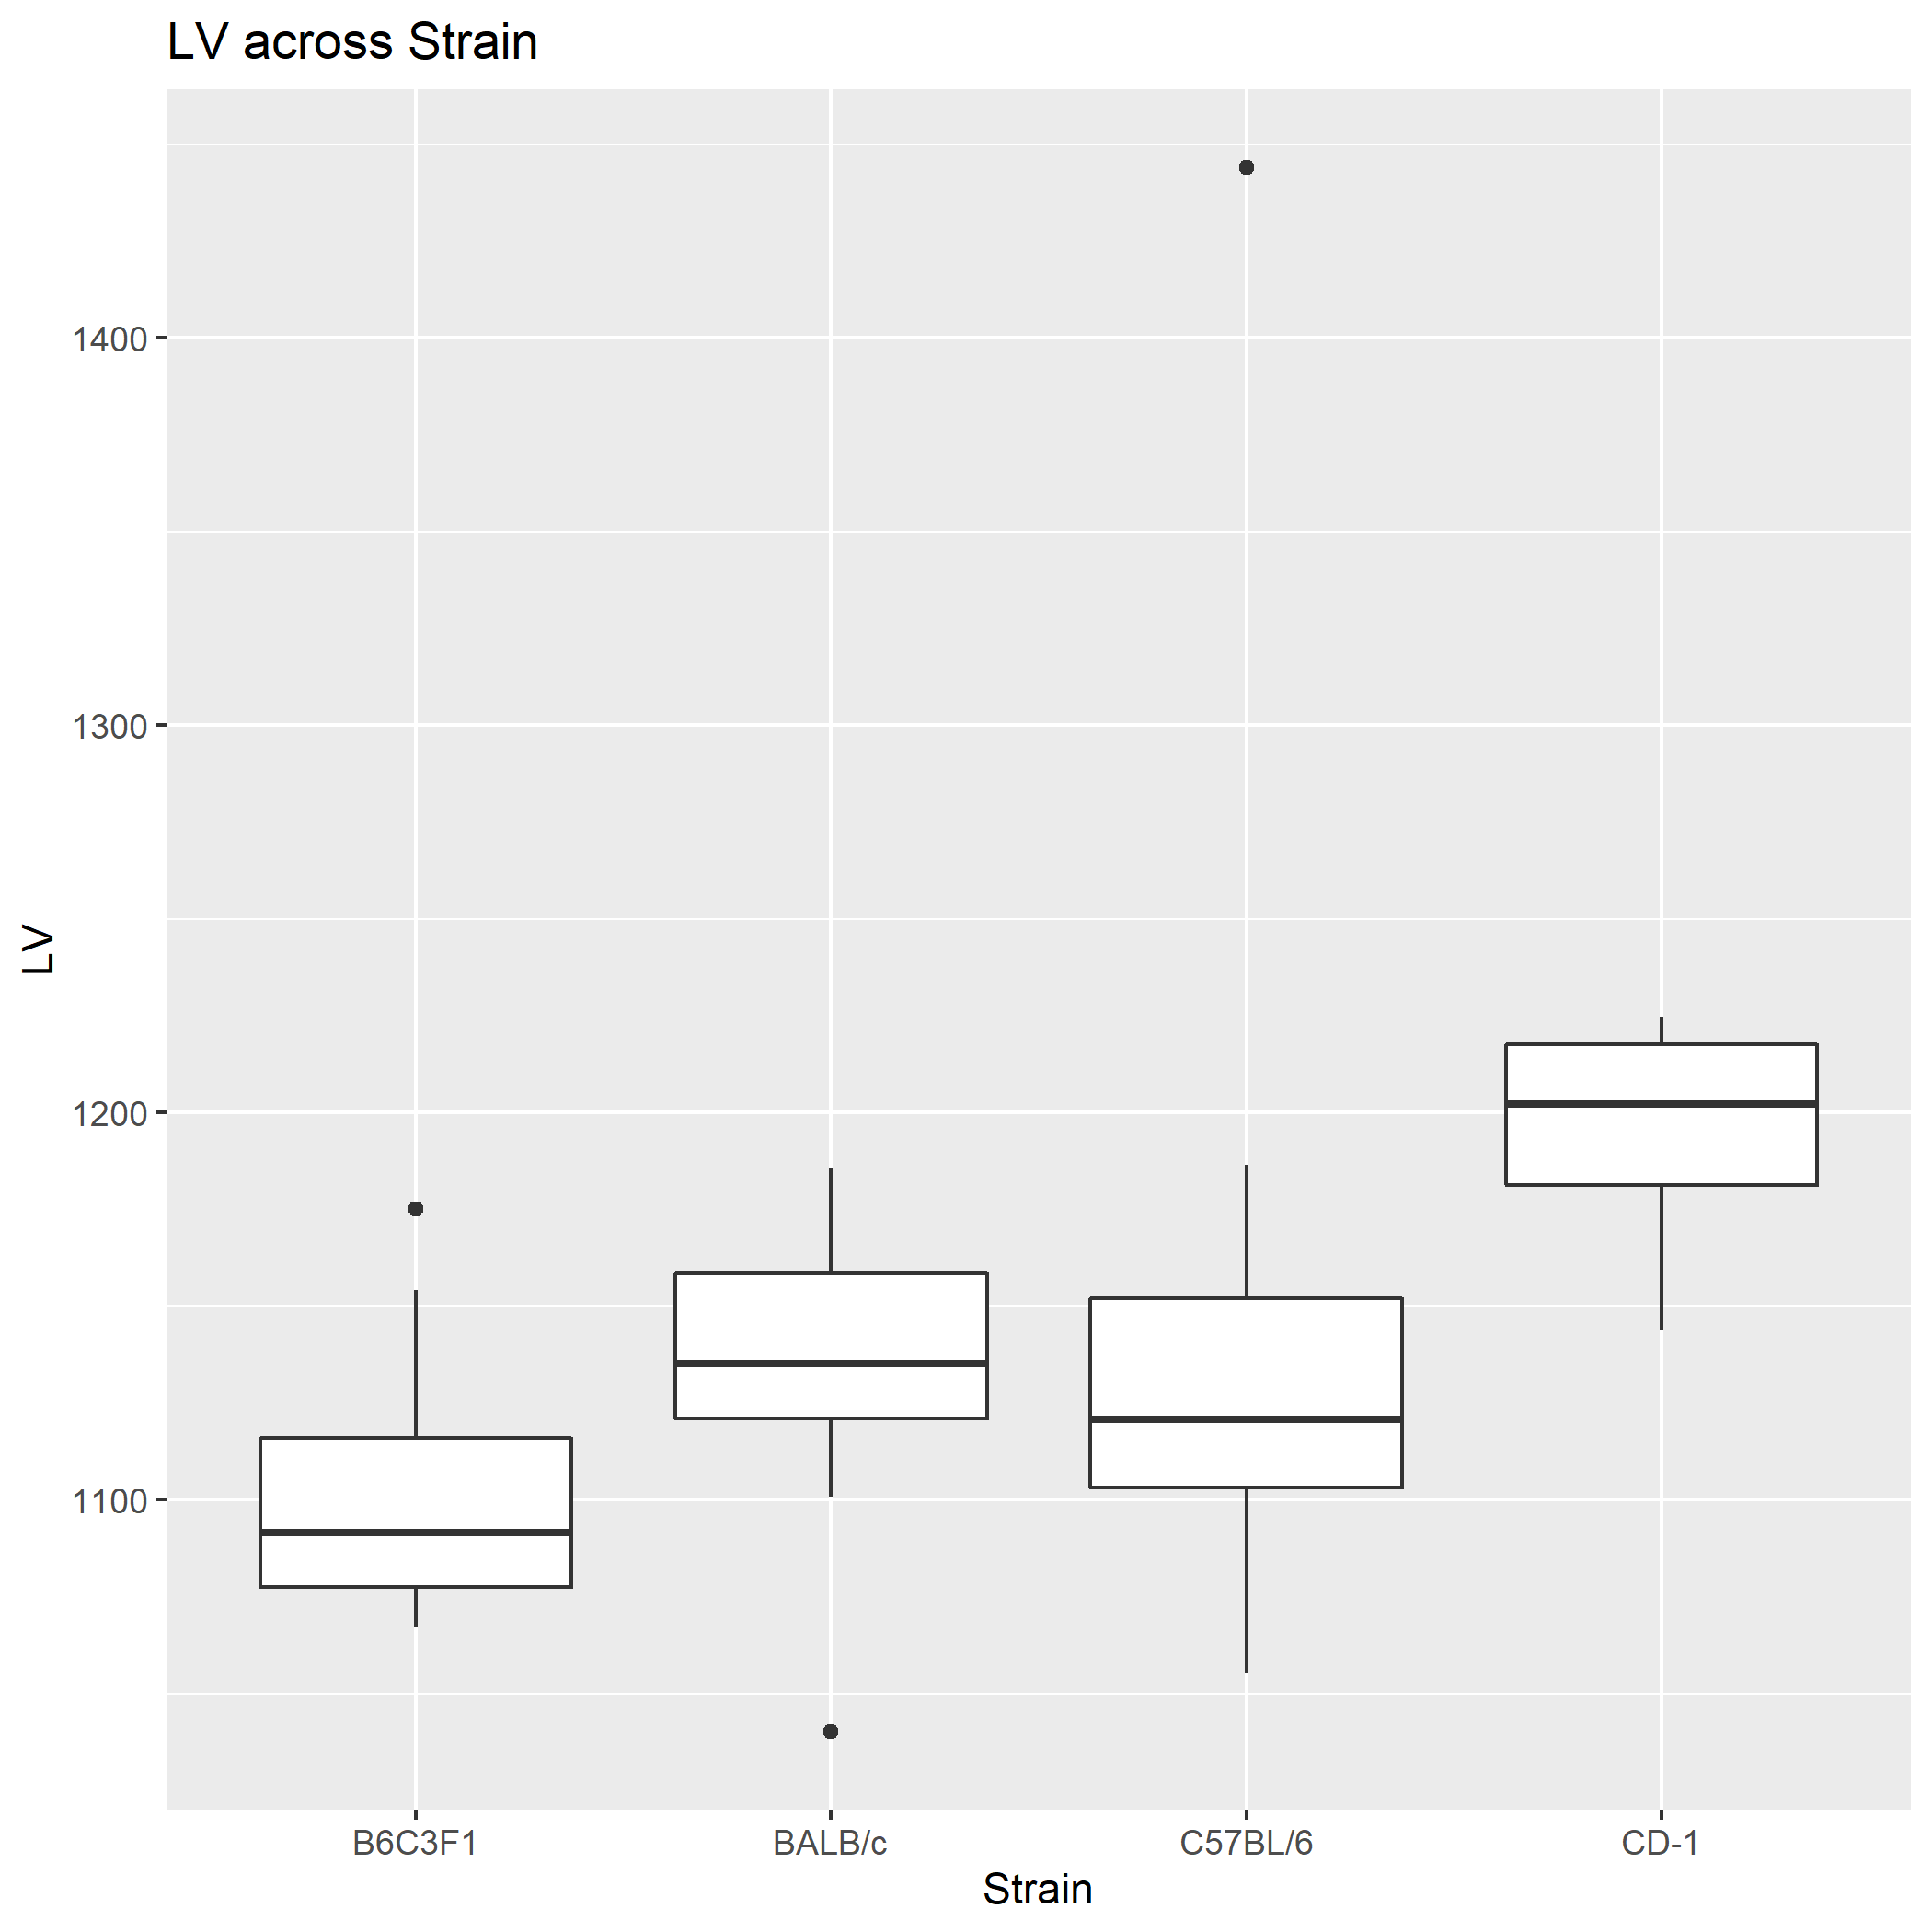 LV across Strain
LV
1400
1300
1200
1100
B6C3F1 BALB/c C57BL/6 CD-1
Strain